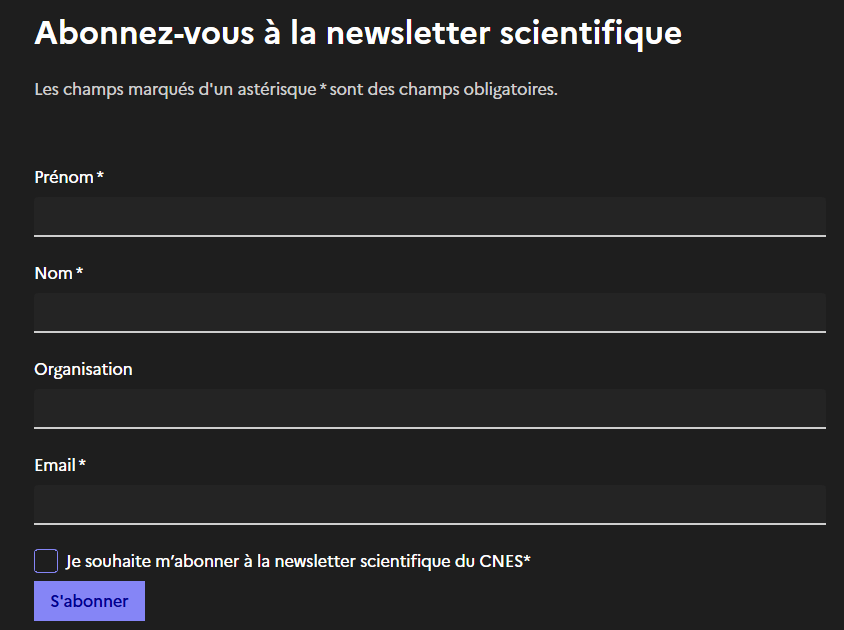 Abonnez-vous à la newsletter scientifique
Les champs marqués d'un astérisque * sont des champs obligatoires.
Prénom *
Nom *
Organisation
Email *
Je souhaite m’abonner à la newsletter scientifique du CNES*
S'abonner